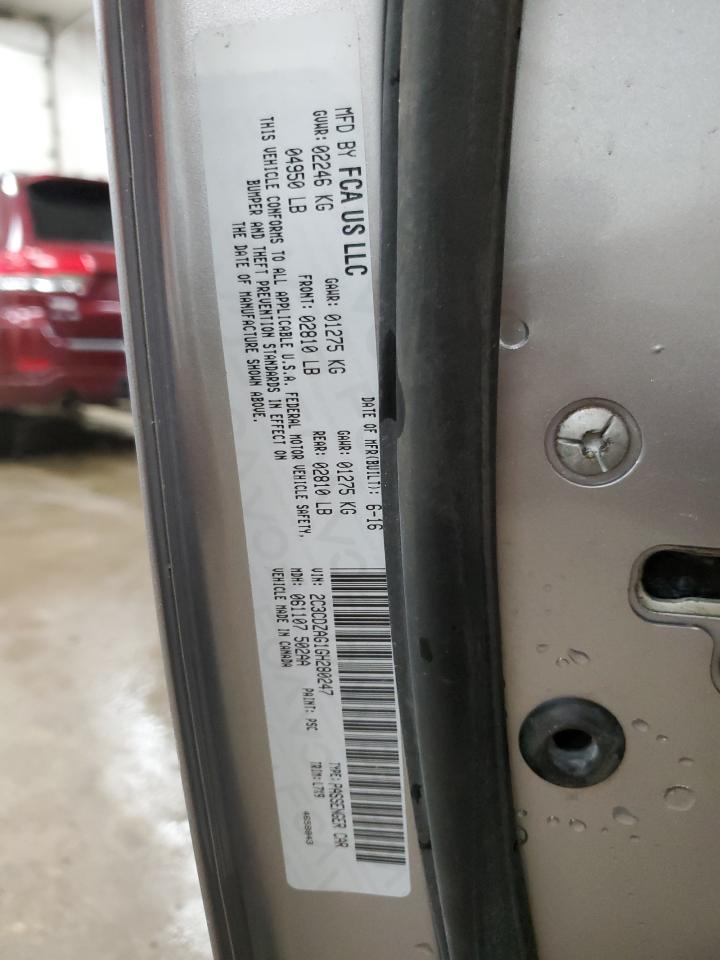 MFD BY FCA US LLC
DATE OF MFR(BUILT): 6-16
GVWR: 02246 KG
GAWR: 01275 KG
GAWR: 01275 KG
04950 LB
FRONT: 02810 LB
REAR: 02810 LB
THIS VEHICLE CONFORMS TO ALL APPLICABLE U.S.A. FEDERAL MOTOR VEHICLE SAFETY,
BUMPER AND THEFT PREVENTION STANDARDS IN EFFECT ON
THE DATE OF MANUFACTURE SHOWN ABOVE.
VIN: 2C3CDZAG1GH280247
TYPE: PASSENGER CAR
MDH: 061107 502AA
PAINT: PSC
TRIM: L7X9
VEHICLE MADE IN CANADA